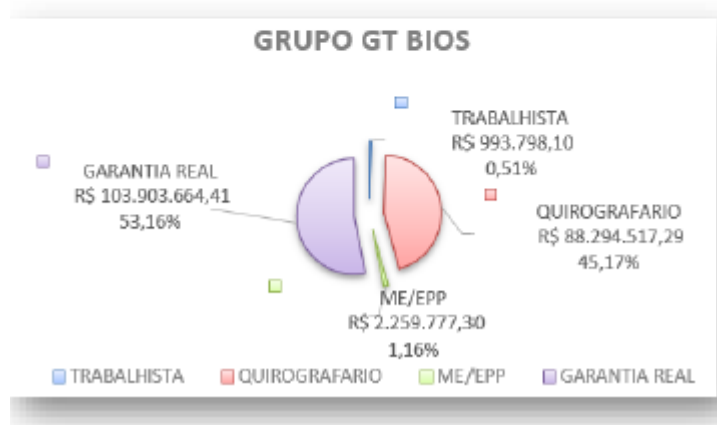 GRUPO GT BIOS
TRABALHISTA
R$ 993.798,10
0,51%
GARANTIA REAL
R$ 103.903.664,41
53,16%
QUIROGRAFARIO
R$ 88.294.517,29
45,17%
ME/EPP
R$ 2.259.777,30
1,16%
TRABALHISTA QUIROGRAFARIO ME/EPP GARANTIA REAL